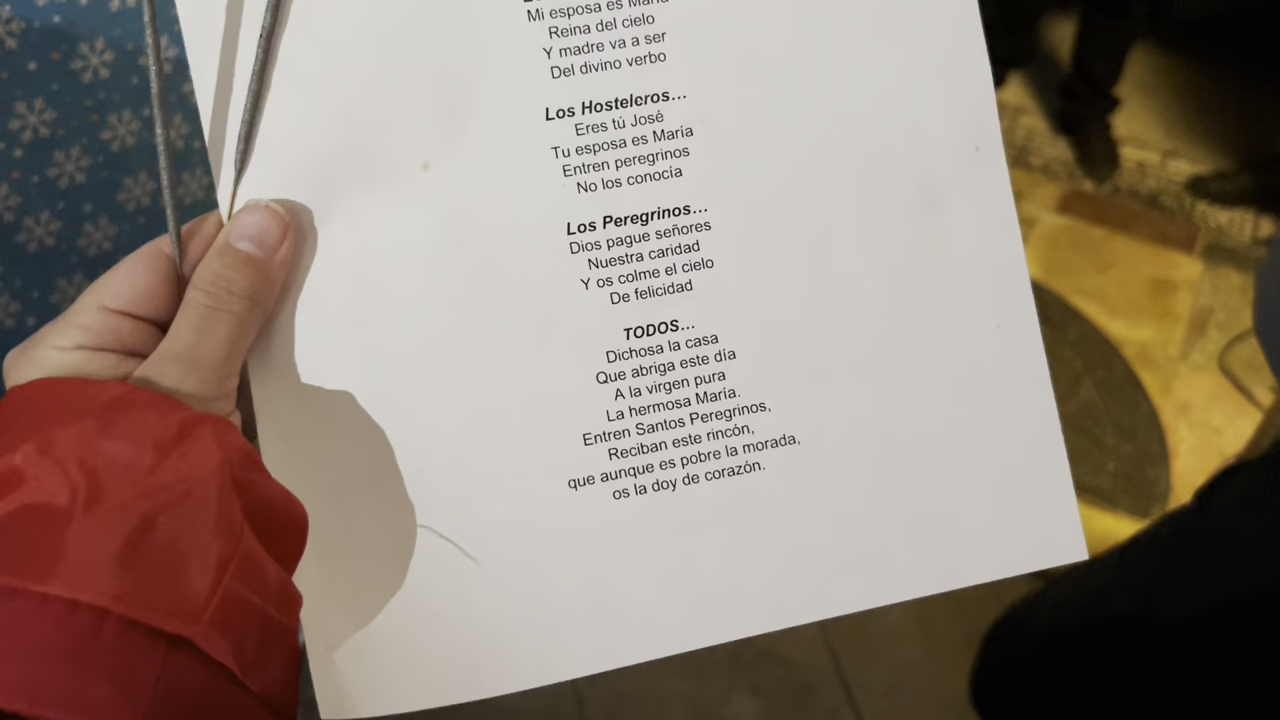 Mi esposa es María
Reina del cielo
Y madre va a ser
Del divino verbo
Los Hosteleros…
Eres tú José
Tu esposa es María
Entren peregrinos
No los conocía
Los Peregrinos…
Dios pague señores
Nuestra caridad
Y os colme el cielo
De felicidad
TODOS…
Dichosa la casa
Que abriga este día
A la virgen pura
La hermosa María.
Entren Santos Peregrinos,
Reciban este rincón,
que aunque es pobre la morada,
os la doy de corazón.